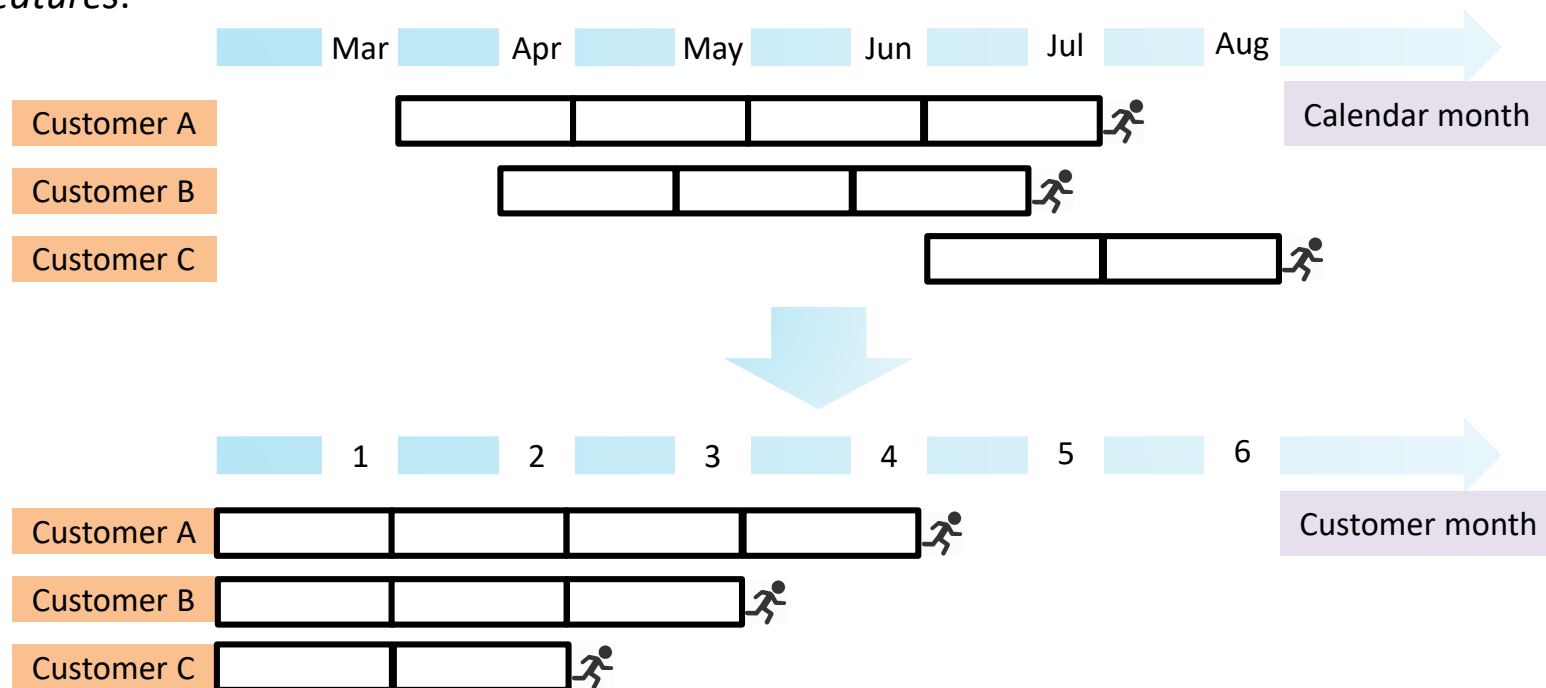 Mar Apr May Jun Jul Aug
Customer A
Calendar month
Customer B
Customer C
1 2 3 4 5 6
Customer A
Customer month
Customer B
Customer C